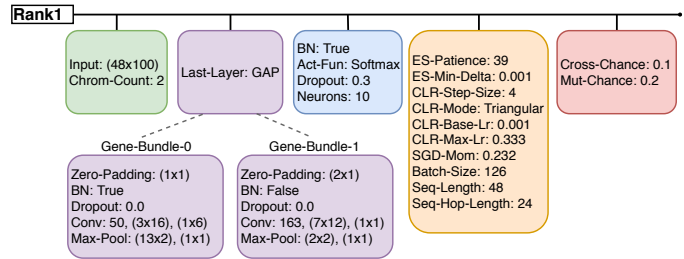 Rank1
Input: (48x100)
Chrom-Count: 2
Last-Layer: GAP
BN: True
Act-Fun: Softmax
Dropout: 0.3
Neurons: 10
ES-Patience: 39
ES-Min-Delta: 0.001
CLR-Step-Size: 4
CLR-Mode: Triangular
CLR-Base-Lr: 0.001
CLR-Max-Lr: 0.333
SGD-Mom: 0.232
Batch-Size: 126
Seq-Length: 48
Seq-Hop-Length: 24
Cross-Chance: 0.1
Mut-Chance: 0.2
Gene-Bundle-0
Zero-Padding: (1x1)
BN: True
Dropout: 0.0
Conv: 50, (3x16), (1x6)
Max-Pool: (13x2), (1x1)
Gene-Bundle-1
Zero-Padding: (2x1)
BN: False
Dropout: 0.0
Conv: 163, (7x12), (1x1)
Max-Pool: (2x2), (1x1)